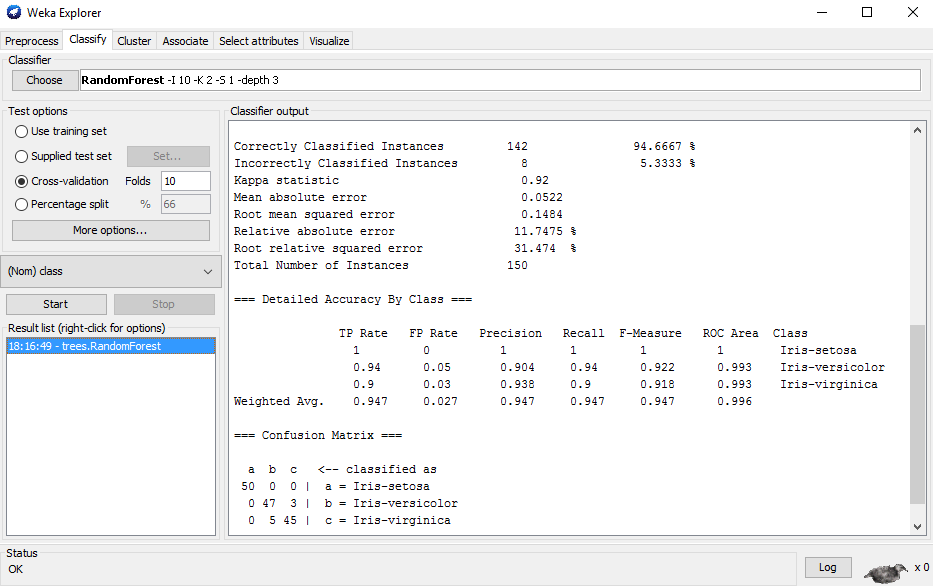 Weka Explorer
Preprocess Classify Cluster Associate Select attributes Visualize
Classifier
Choose RandomForest -I 10 -K 2 -S 1 -depth 3
Test options
Use training set
Supplied test set Set...
Cross-validation Folds 10
Percentage split % 66
More options...
(Nom) class
Start Stop
Result list (right-click for options)
18:16:49 - trees.RandomForest
Classifier output
Correctly Classified Instances 142 94.6667 %
Incorrectly Classified Instances 8 5.3333 %
Kappa statistic 0.92
Mean absolute error 0.0522
Root mean squared error 0.1484
Relative absolute error 11.7475 %
Root relative squared error 31.474 %
Total Number of Instances 150
=== Detailed Accuracy By Class ===
TP Rate FP Rate Precision Recall F-Measure ROC Area Class
1 0 1 1 1 1 Iris-setosa
0.94 0.05 0.904 0.94 0.922 0.993 Iris-versicolor
0.9 0.03 0.938 0.9 0.918 0.993 Iris-virginica
Weighted Avg. 0.947 0.027 0.947 0.947 0.947 0.996
=== Confusion Matrix ===
a b c <-- classified as
50 0 0 | a = Iris-setosa
0 47 3 | b = Iris-versicolor
0 5 45 | c = Iris-virginica
Status
OK
Log x 0